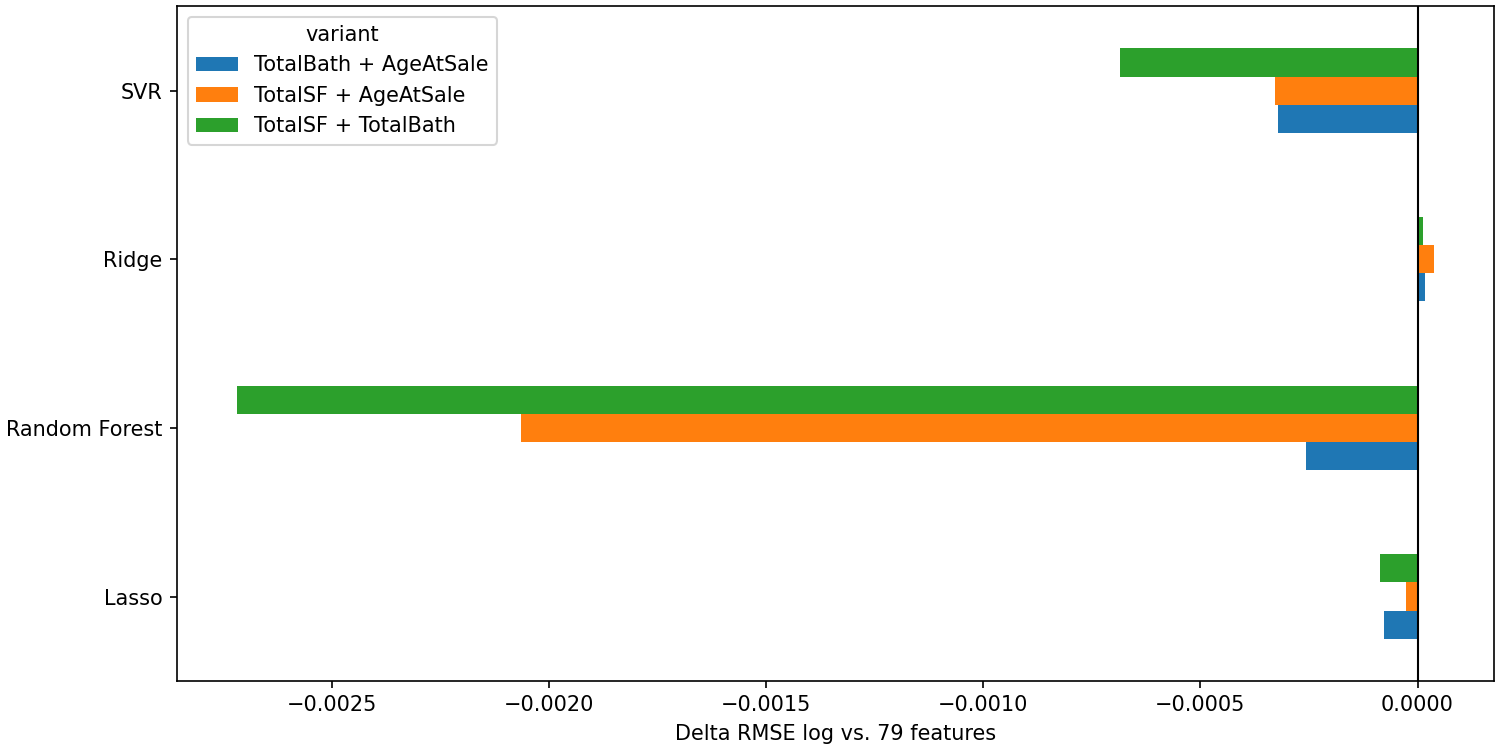 variant
TotalBath + AgeAtSale
TotalSF + AgeAtSale
TotalSF + TotalBath
SVR
Ridge
Random Forest
Lasso
−0.0025 −0.0020 −0.0015 −0.0010 −0.0005 0.0000
Delta RMSE log vs. 79 features